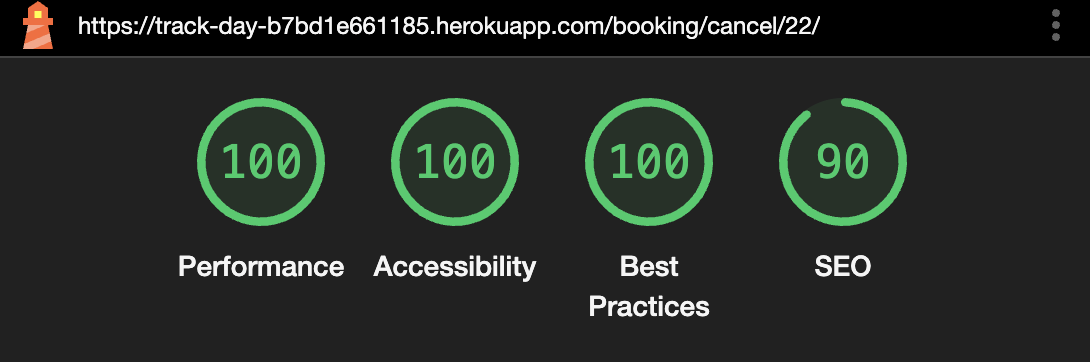 https://track-day-b7bd1e661185.herokuapp.com/booking/cancel/22/
100 100 100 90
Performance Accessibility Best Practices SEO